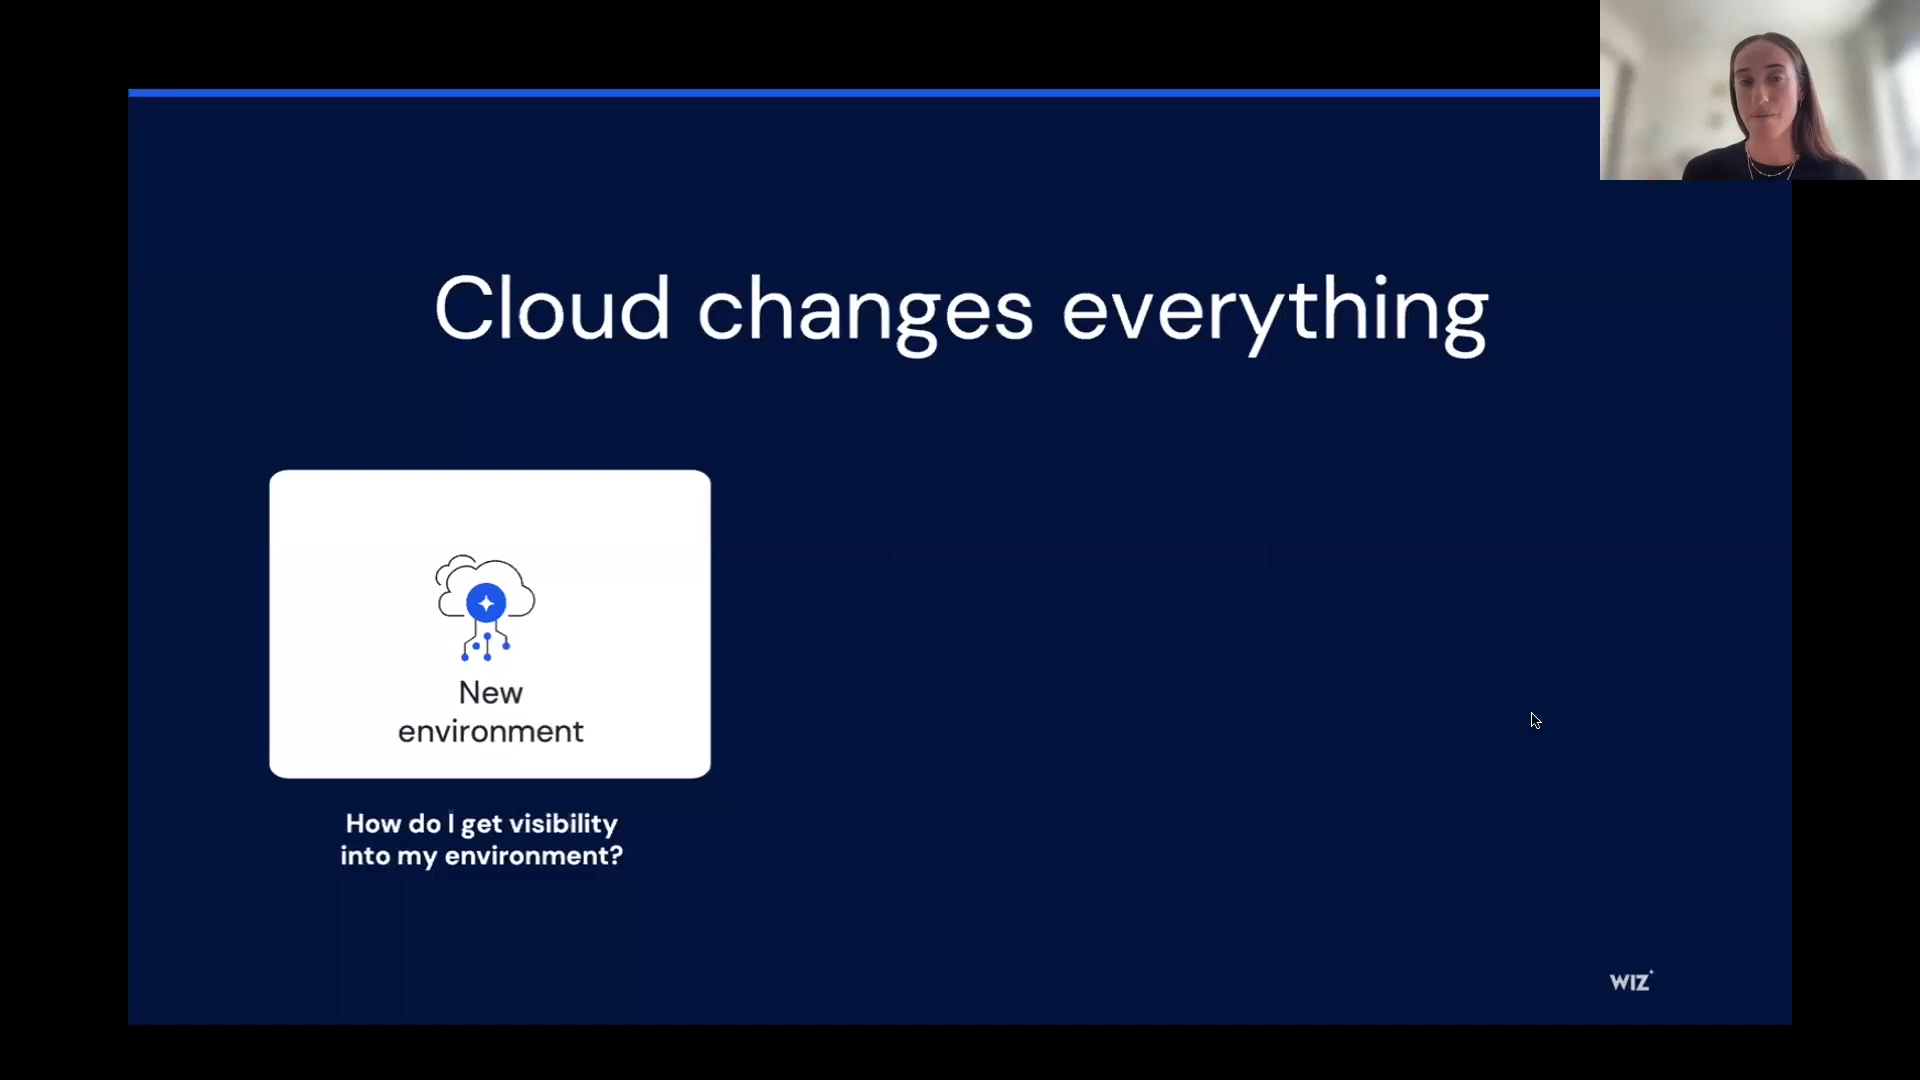 Cloud changes everything
New
environment
How do I get visibility
into my environment?
WIZ